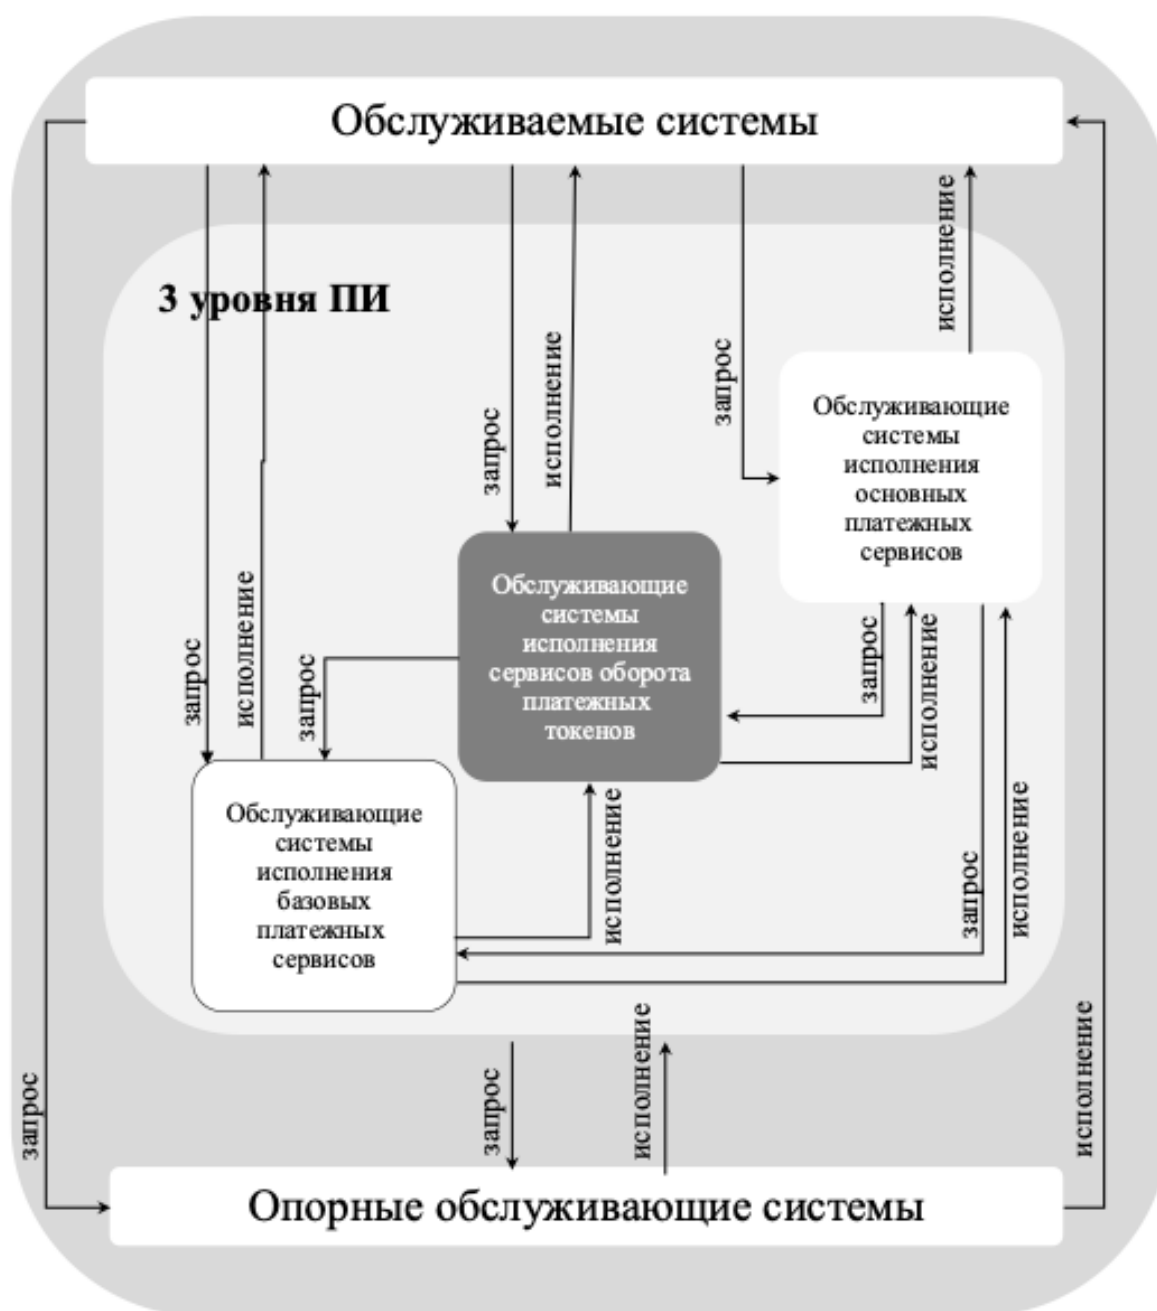 Обслуживаемые системы
исполнение
3 уровня ПИ
запрос
исполнение
запрос
Обслуживающие
системы
исполнения
основных
платежных
сервисов
запрос
исполнение
Обслуживающие
системы
исполнения
сервисов оборота
платежных
токенов
запрос
исполнение
запрос
исполнение
запрос
Обслуживающие
системы
исполнения
базовых
платежных
сервисов
исполнение
запрос
исполнение
запрос
запрос
исполнение
исполнение
Опорные обслуживающие системы